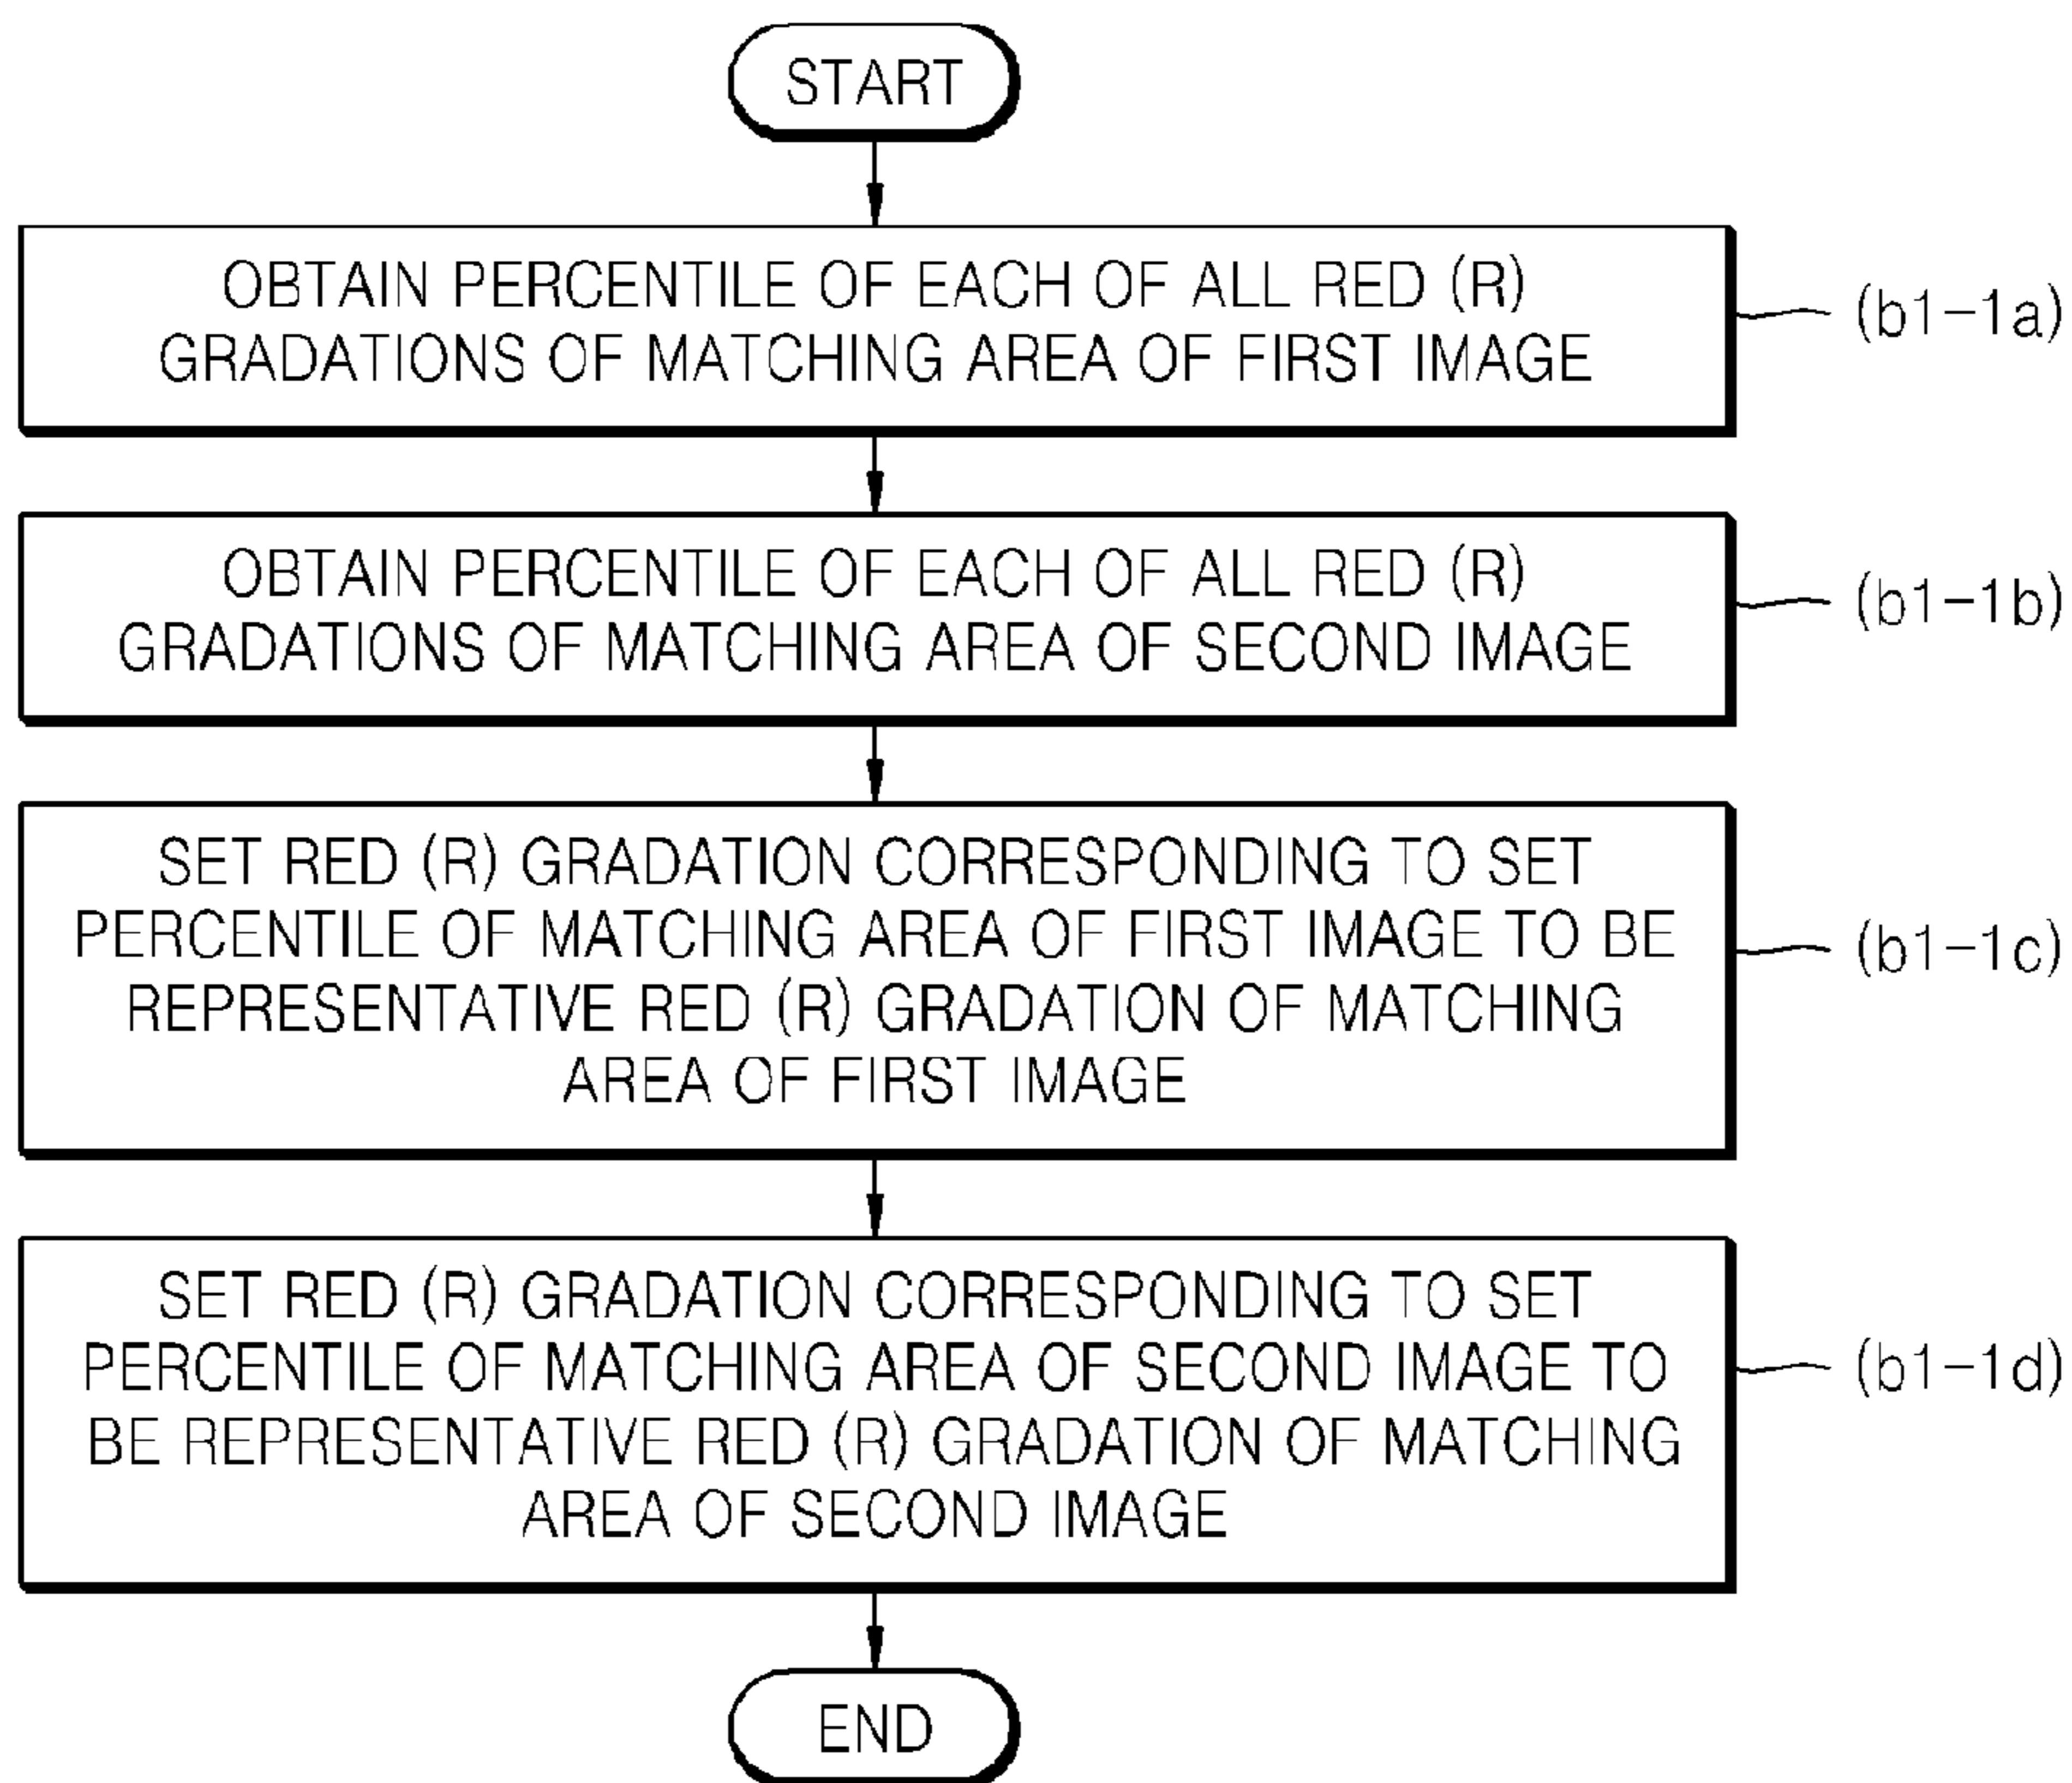 START
OBTAIN PERCENTILE OF EACH OF ALL RED (R)
GRADATIONS OF MATCHING AREA OF FIRST IMAGE
(b1-1a)
OBTAIN PERCENTILE OF EACH OF ALL RED (R)
GRADATIONS OF MATCHING AREA OF SECOND IMAGE
(b1-1b)
SET RED (R) GRADATION CORRESPONDING TO SET
PERCENTILE OF MATCHING AREA OF FIRST IMAGE TO BE
REPRESENTATIVE RED (R) GRADATION OF MATCHING
AREA OF FIRST IMAGE
(b1-1c)
SET RED (R) GRADATION CORRESPONDING TO SET
PERCENTILE OF MATCHING AREA OF SECOND IMAGE TO
BE REPRESENTATIVE RED (R) GRADATION OF MATCHING
AREA OF SECOND IMAGE
(b1-1d)
END